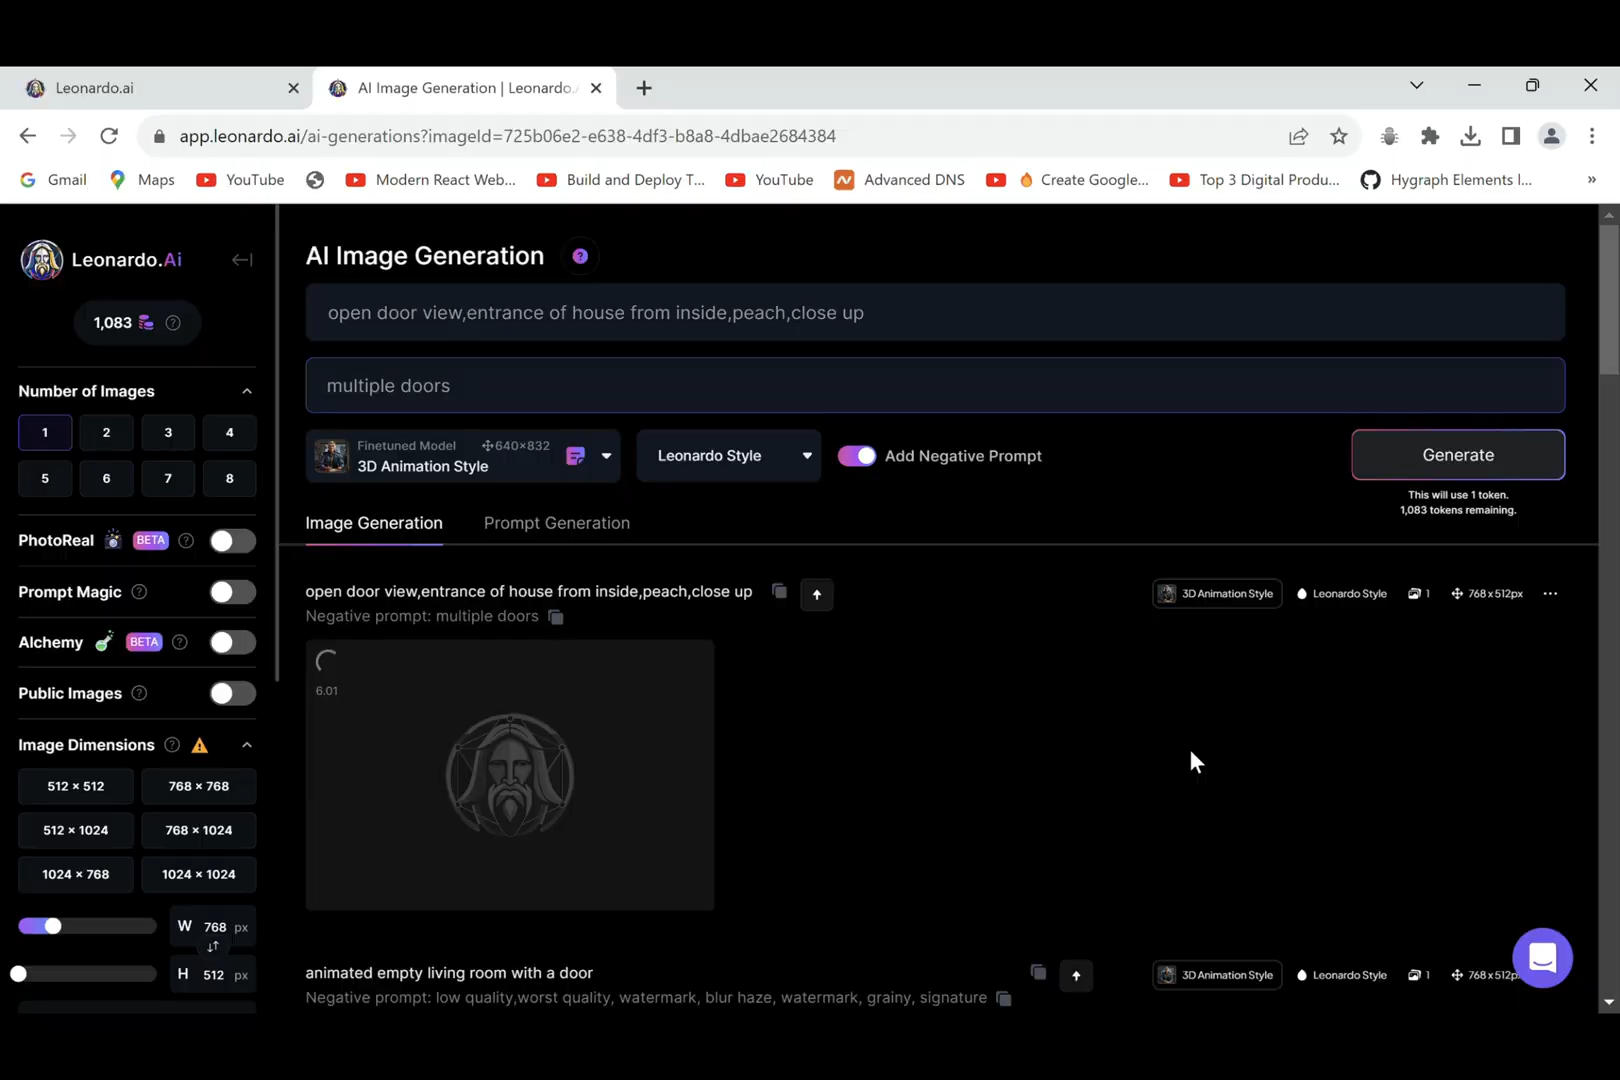 Leonardo.ai
AI Image Generation | Leonardo.
app.leonardo.ai/ai-generations?imageId=725b06e2-e638-4df3-b8a8-4dbae2684384
Gmail Maps YouTube Modern React Web... Build and Deploy T... YouTube Advanced DNS Create Google... Top 3 Digital Produ... Hygraph Elements I... »
Leonardo.Ai
1,083
Number of Images
1 2 3 4
5 6 7 8
PhotoReal BETA
Prompt Magic
Alchemy BETA
Public Images
Image Dimensions
512 × 512 768 × 768
512 × 1024 768 × 1024
1024 × 768 1024 × 1024
W 768 px
H 512 px
AI Image Generation
open door view,entrance of house from inside,peach,close up
multiple doors
Finetuned Model 640×832
3D Animation Style
Leonardo Style
Add Negative Prompt
Generate
This will use 1 token.
1,083 tokens remaining.
Image Generation Prompt Generation
open door view,entrance of house from inside,peach,close up
3D Animation Style Leonardo Style 1 768 x 512px
Negative prompt: multiple doors
6.01
animated empty living room with a door
3D Animation Style Leonardo Style 1 768 x 512p
Negative prompt: low quality,worst quality, watermark, blur haze, watermark, grainy, signature